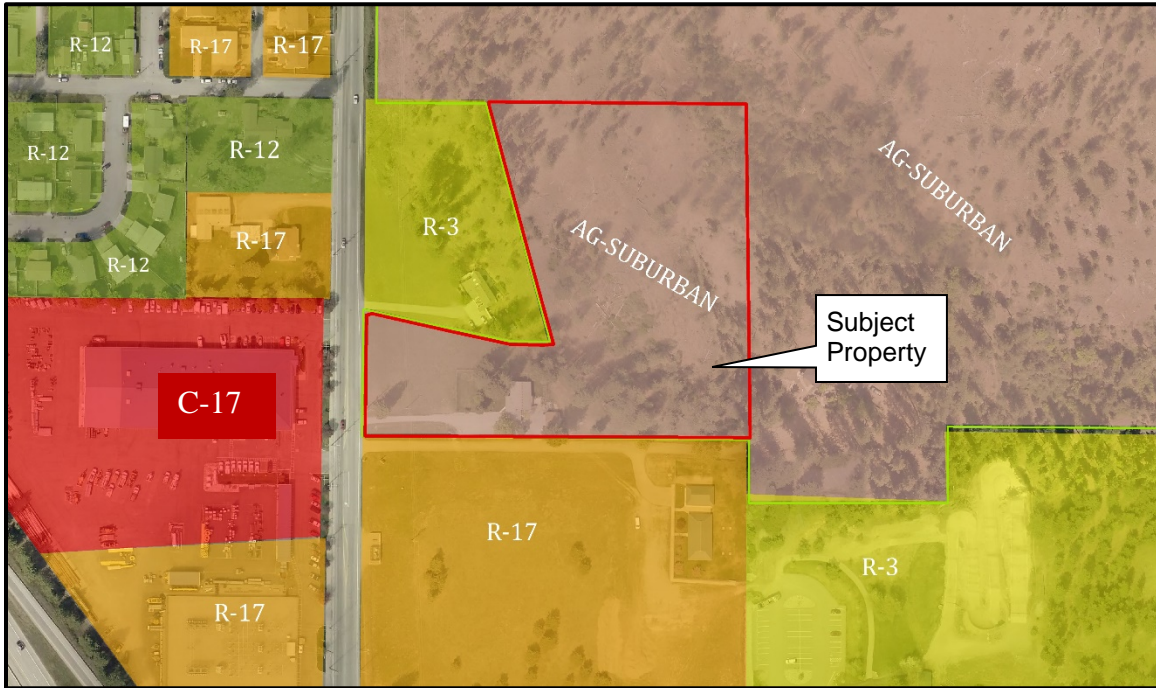 R-12
R-17
R-17
R-12
R-12
R-12
R-17
R-3
AG-SUBURBAN
AG-SUBURBAN
Subject
Property
C-17
R-17
R-17
R-3